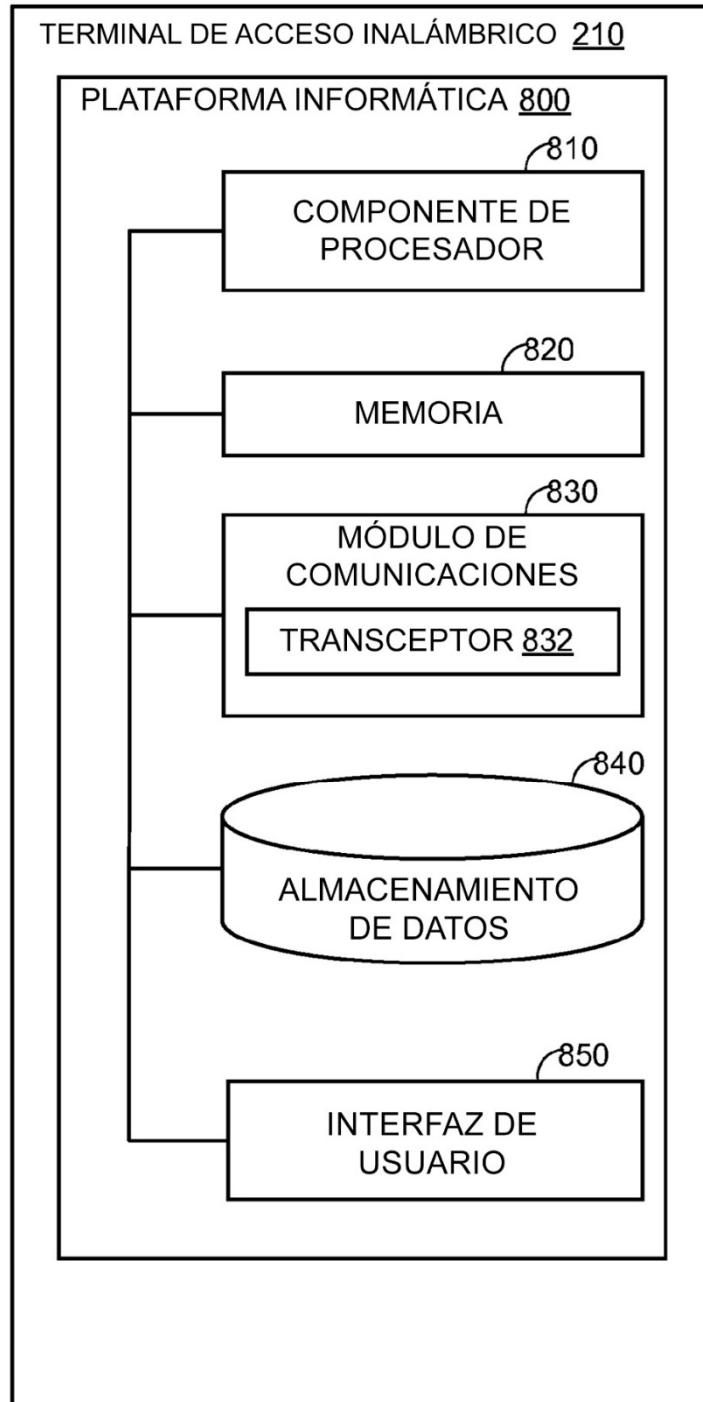 TERMINAL DE ACCESO INALÁMBRICO 210
PLATAFORMA INFORMÁTICA 800
810
COMPONENTE DE
PROCESADOR
820
MEMORIA
830
MÓDULO DE
COMUNICACIONES
TRANSCEPTOR 832
840
ALMACENAMIENTO
DE DATOS
850
INTERFAZ DE
USUARIO